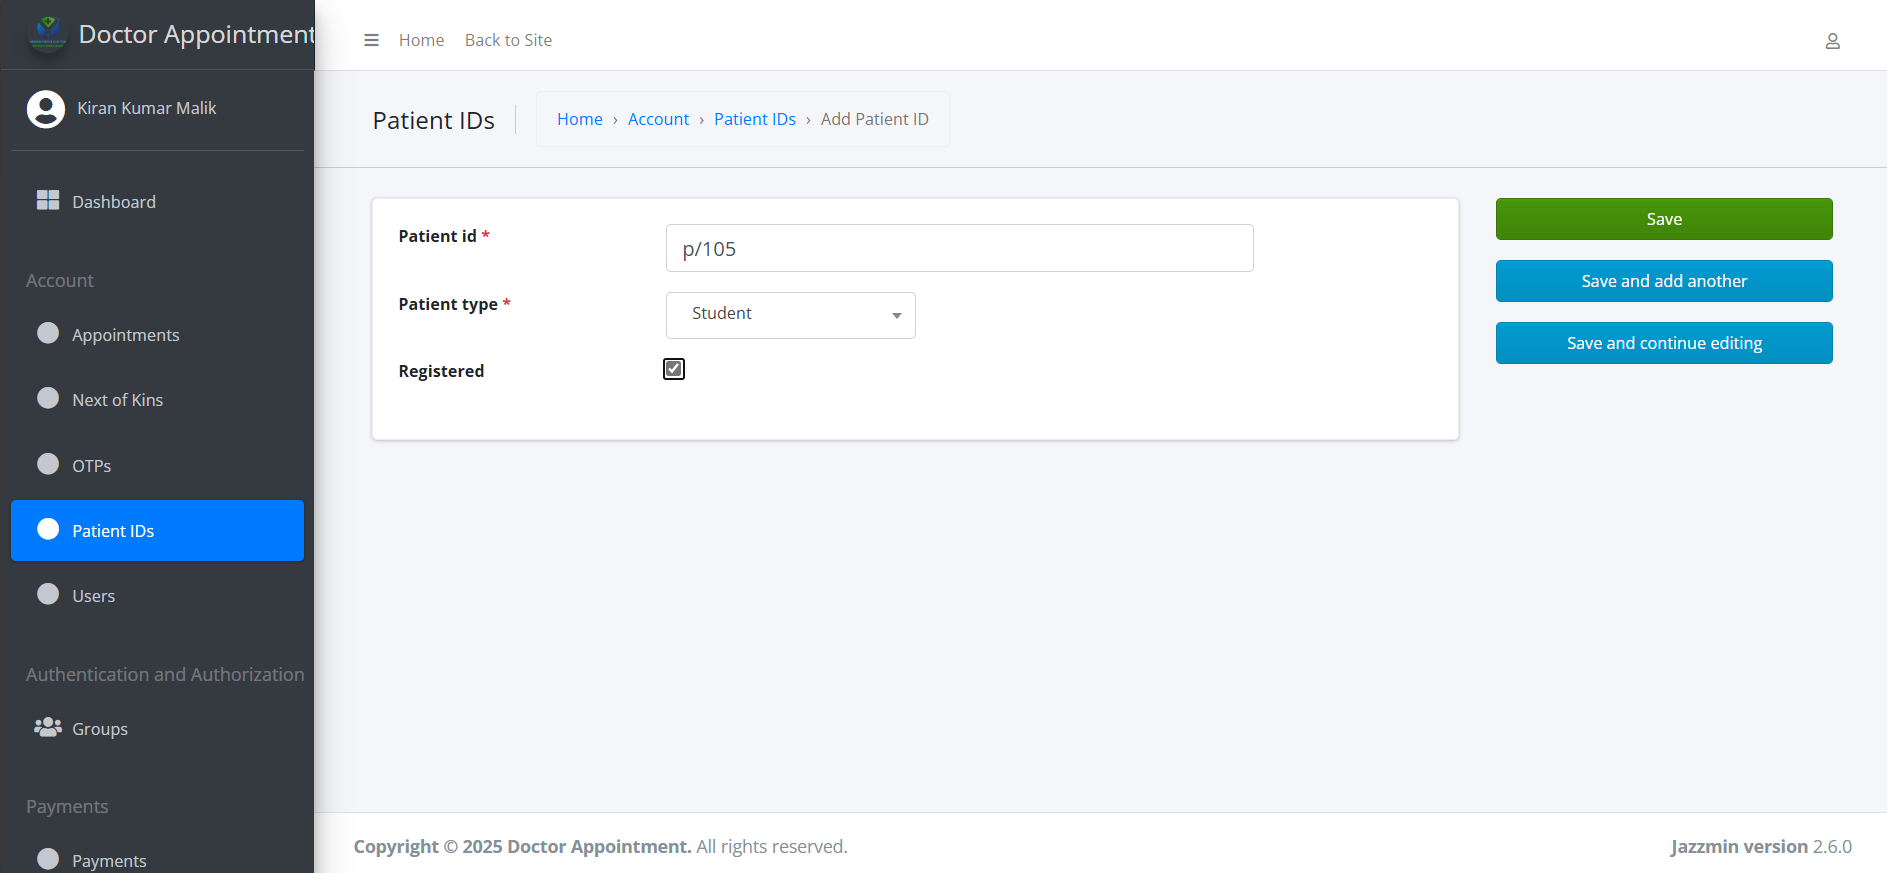 Doctor Appointment
Kiran Kumar Malik
Dashboard
Account
Appointments
Next of Kins
OTPs
Patient IDs
Users
Authentication and Authorization
Groups
Payments
Payments
Home Back to Site
Patient IDs
Home › Account › Patient IDs › Add Patient ID
Patient id * p/105
Patient type * Student
Registered
Save
Save and add another
Save and continue editing
Copyright © 2025 Doctor Appointment. All rights reserved.
Jazzmin version 2.6.0